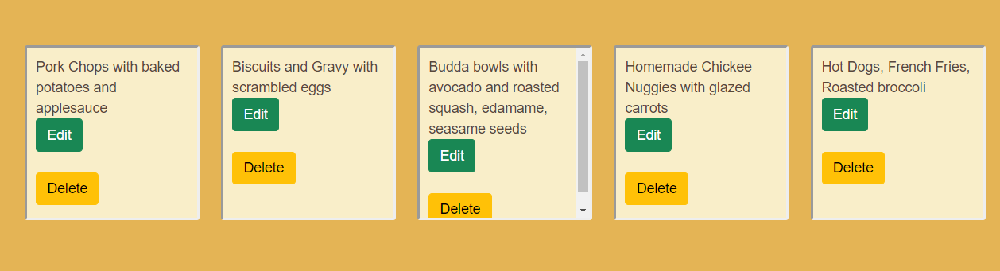 Pork Chops with baked
potatoes and
applesauce
Edit
Delete
Biscuits and Gravy with
scrambled eggs
Edit
Delete
Budda bowls with
avocado and roasted
squash, edamame,
seasame seeds
Edit
Delete
Homemade Chickee
Nuggies with glazed
carrots
Edit
Delete
Hot Dogs, French Fries,
Roasted broccoli
Edit
Delete